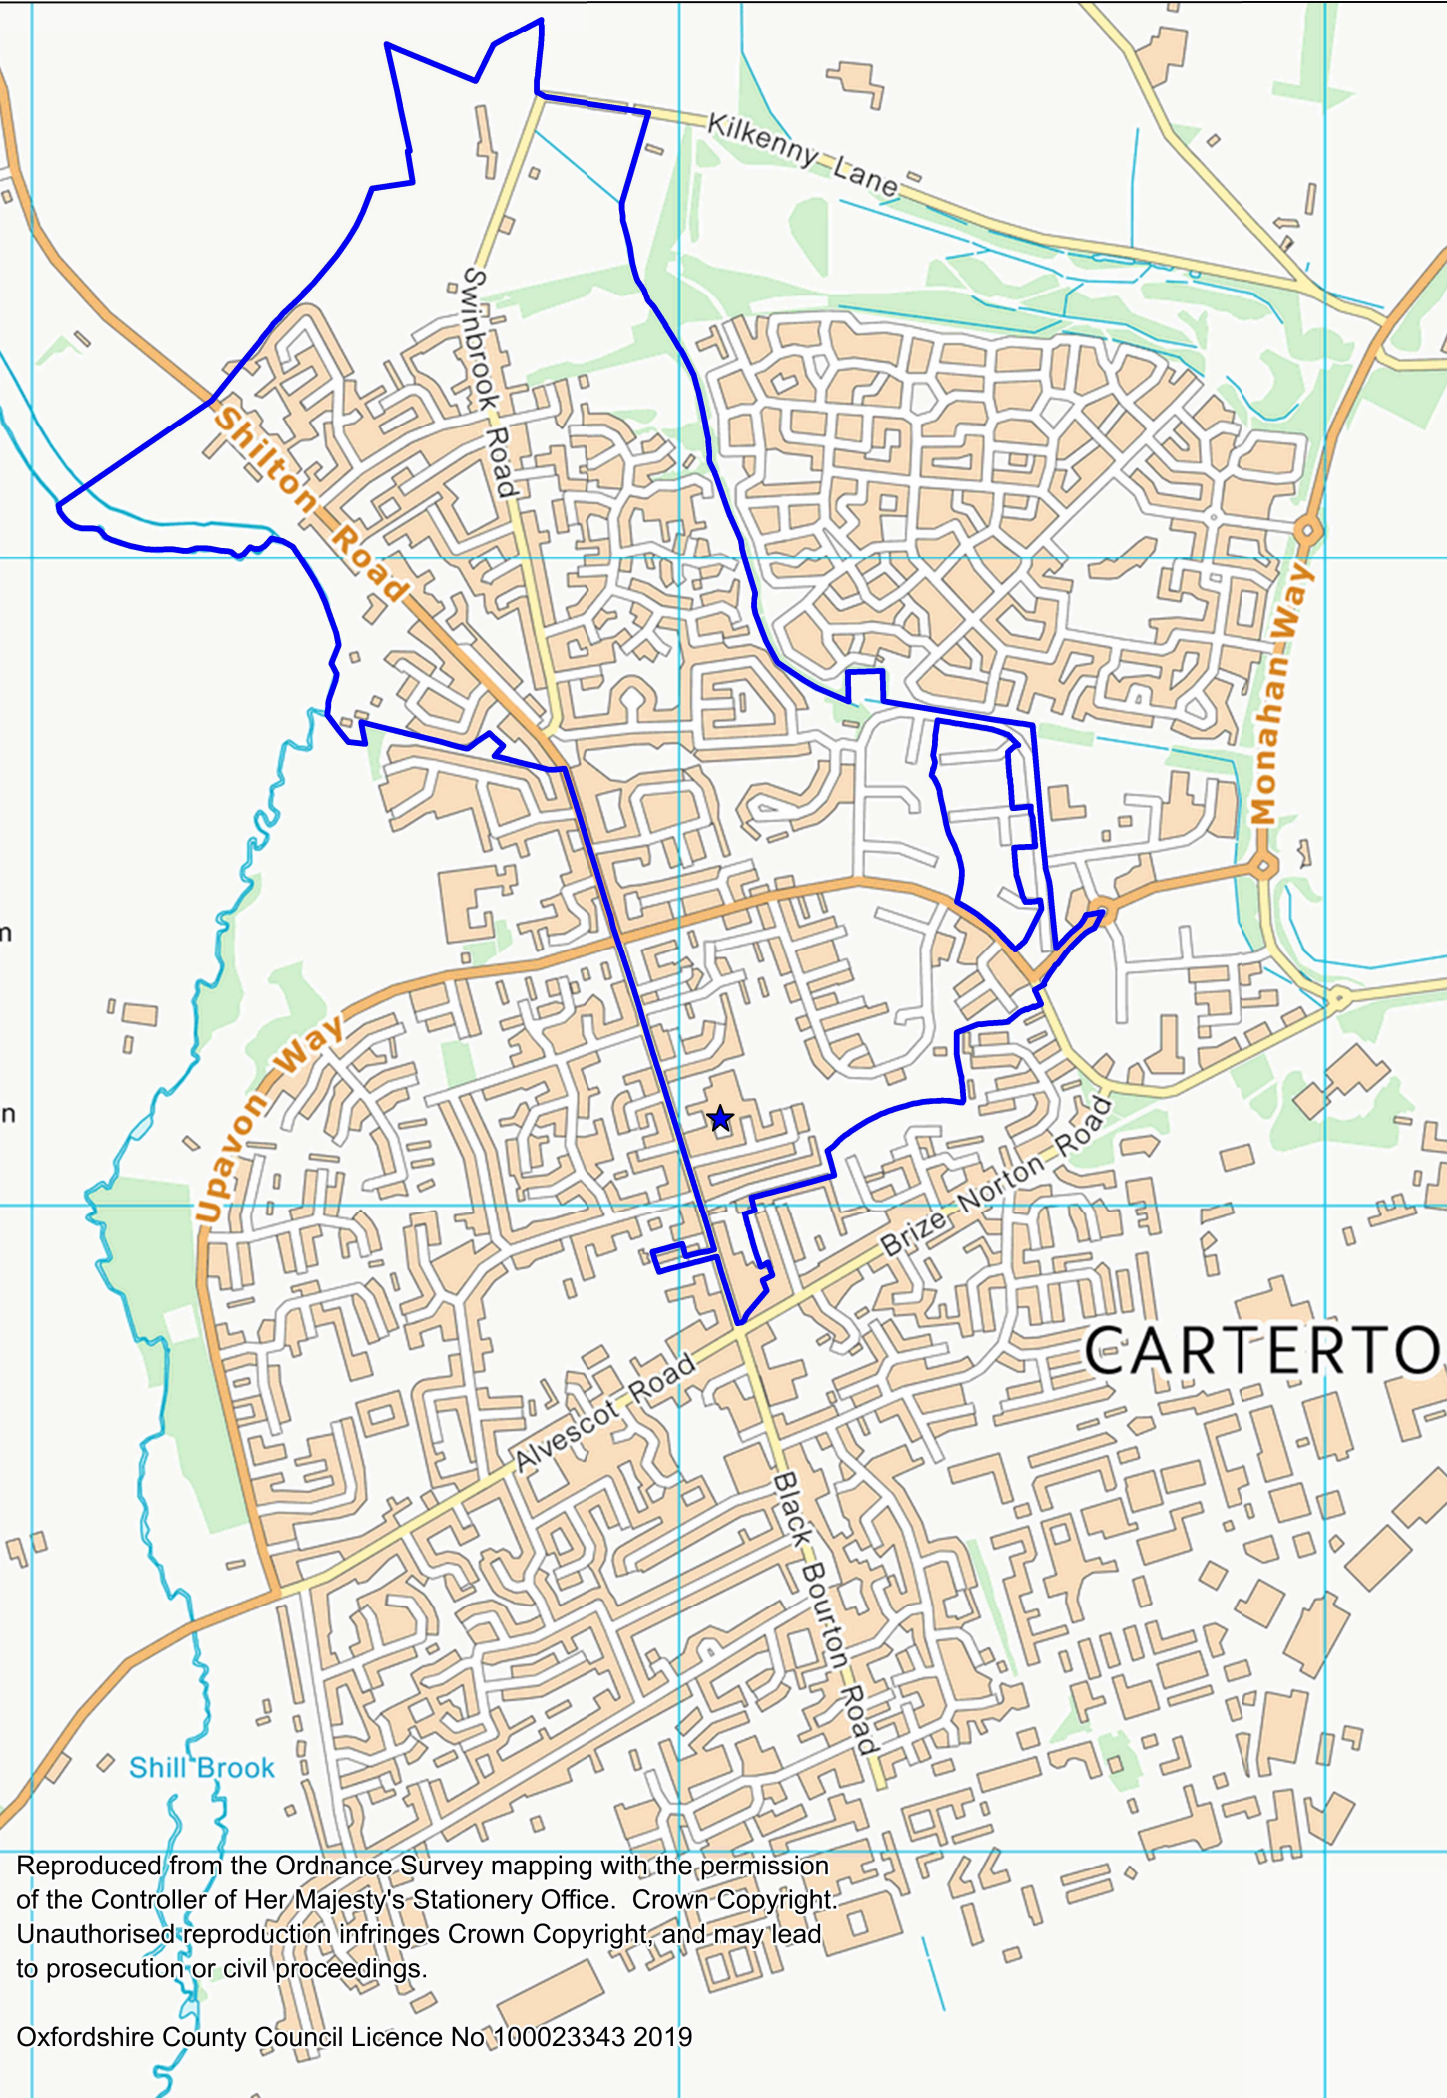 Kilkenny Lane
Swinbrook Road
Shilton Road
Monahan Way
m
n
Upavon Way
Brize Norton Road
CARTERTO
Alvescot Road
Black Bourton Road
Shill Brook
Reproduced from the Ordnance Survey mapping with the permission
of the Controller of Her Majesty's Stationery Office.  Crown Copyright.
Unauthorised reproduction infringes Crown Copyright, and may lead
to prosecution or civil proceedings.
Oxfordshire County Council Licence No 100023343 2019